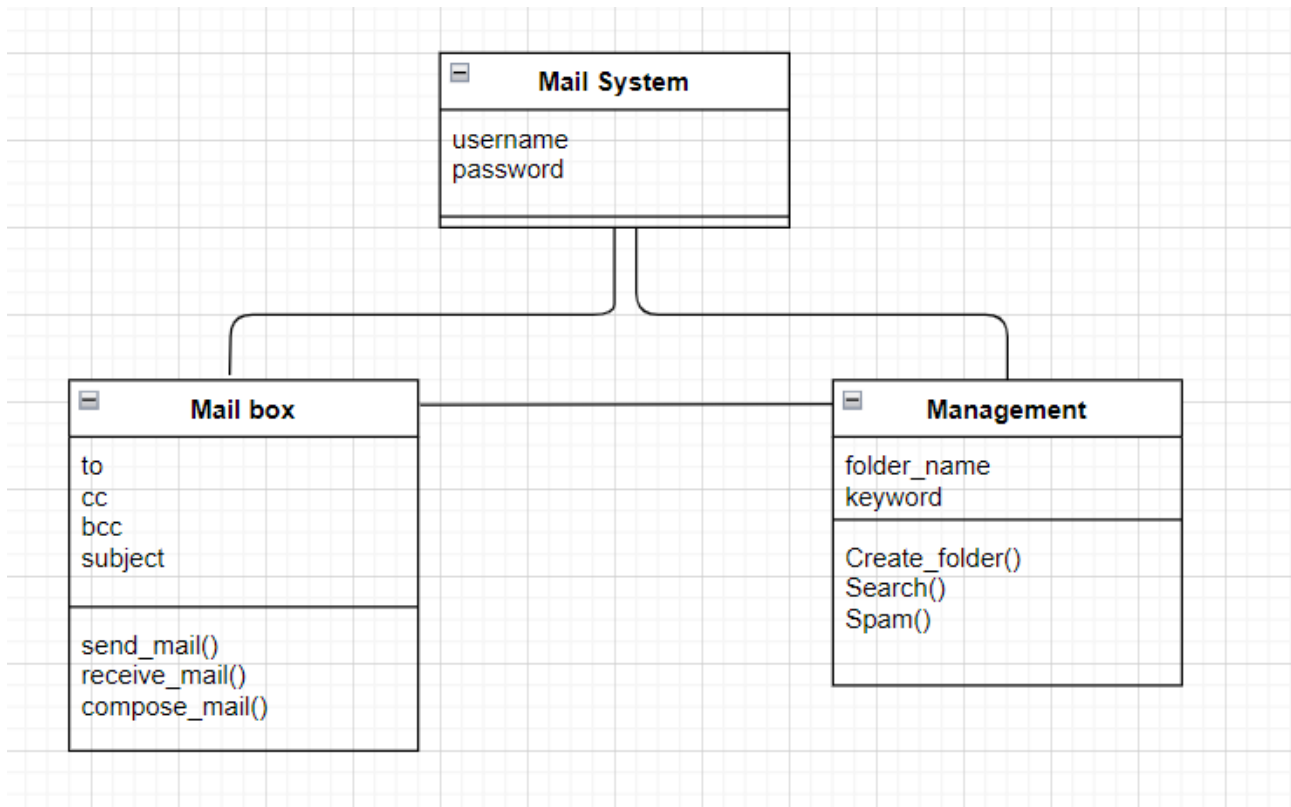 Mail System
username
password
Mail box
to
cc
bcc
subject
send_mail()
receive_mail()
compose_mail()
Management
folder_name
keyword
Create_folder()
Search()
Spam()